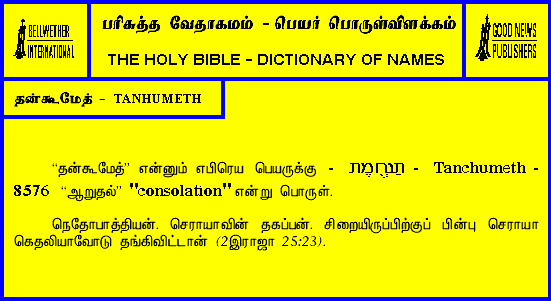 BELLWETHER
INTERNATIONAL
பரிசுத்த வேதாகமம் - பெயர் பொருள்விளக்கம்
THE HOLY BIBLE - DICTIONARY OF NAMES
GOOD NEWS
PUBLISHERS
தன்கூமேத் - TANHUMETH
“தன்கூமேத்” என்னும் எபிரெய பெயருக்கு - תַּנְחֻמֶת - Tanchumeth -
8576 “ஆறுதல்” "consolation" என்று பொருள்.
நெதோபாத்தியன். செராயாவின் தகப்பன். சிறையிருப்பிற்குப் பின்பு செராயா
கெதலியாவோடு தங்கிவிட்டான் (2இராஜா 25:23).